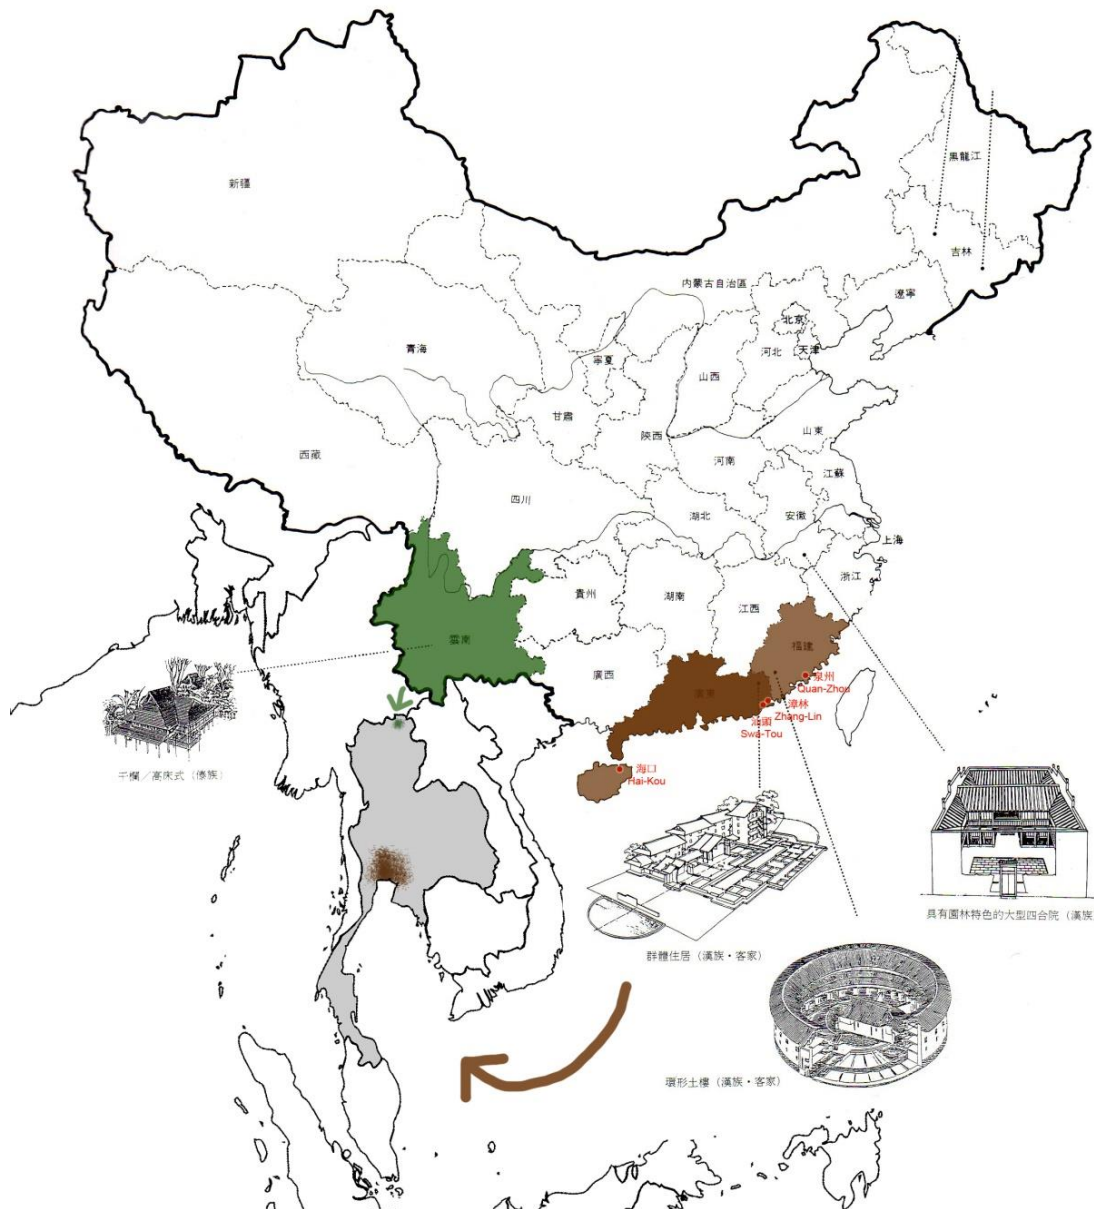 黑龍江
新疆
吉林
內蒙古自治區
遼寧
北京
青海
寧夏
河北
天津
山西
甘肅
陝西
山東
西藏
河南
江蘇
四川
湖北
安徽
上海
浙江
貴州
湖南
江西
雲南
福建
廣西
廣東
泉州
Quan-Zhou
漳林
Zhang-Lin
汕頭
Swa-Tou
海口
Hai-Kou
干欄／高床式（傣族）
具有園林特色的大型四合院（漢族
群體住居（漢族・客家）
環形土樓（漢族・客家）